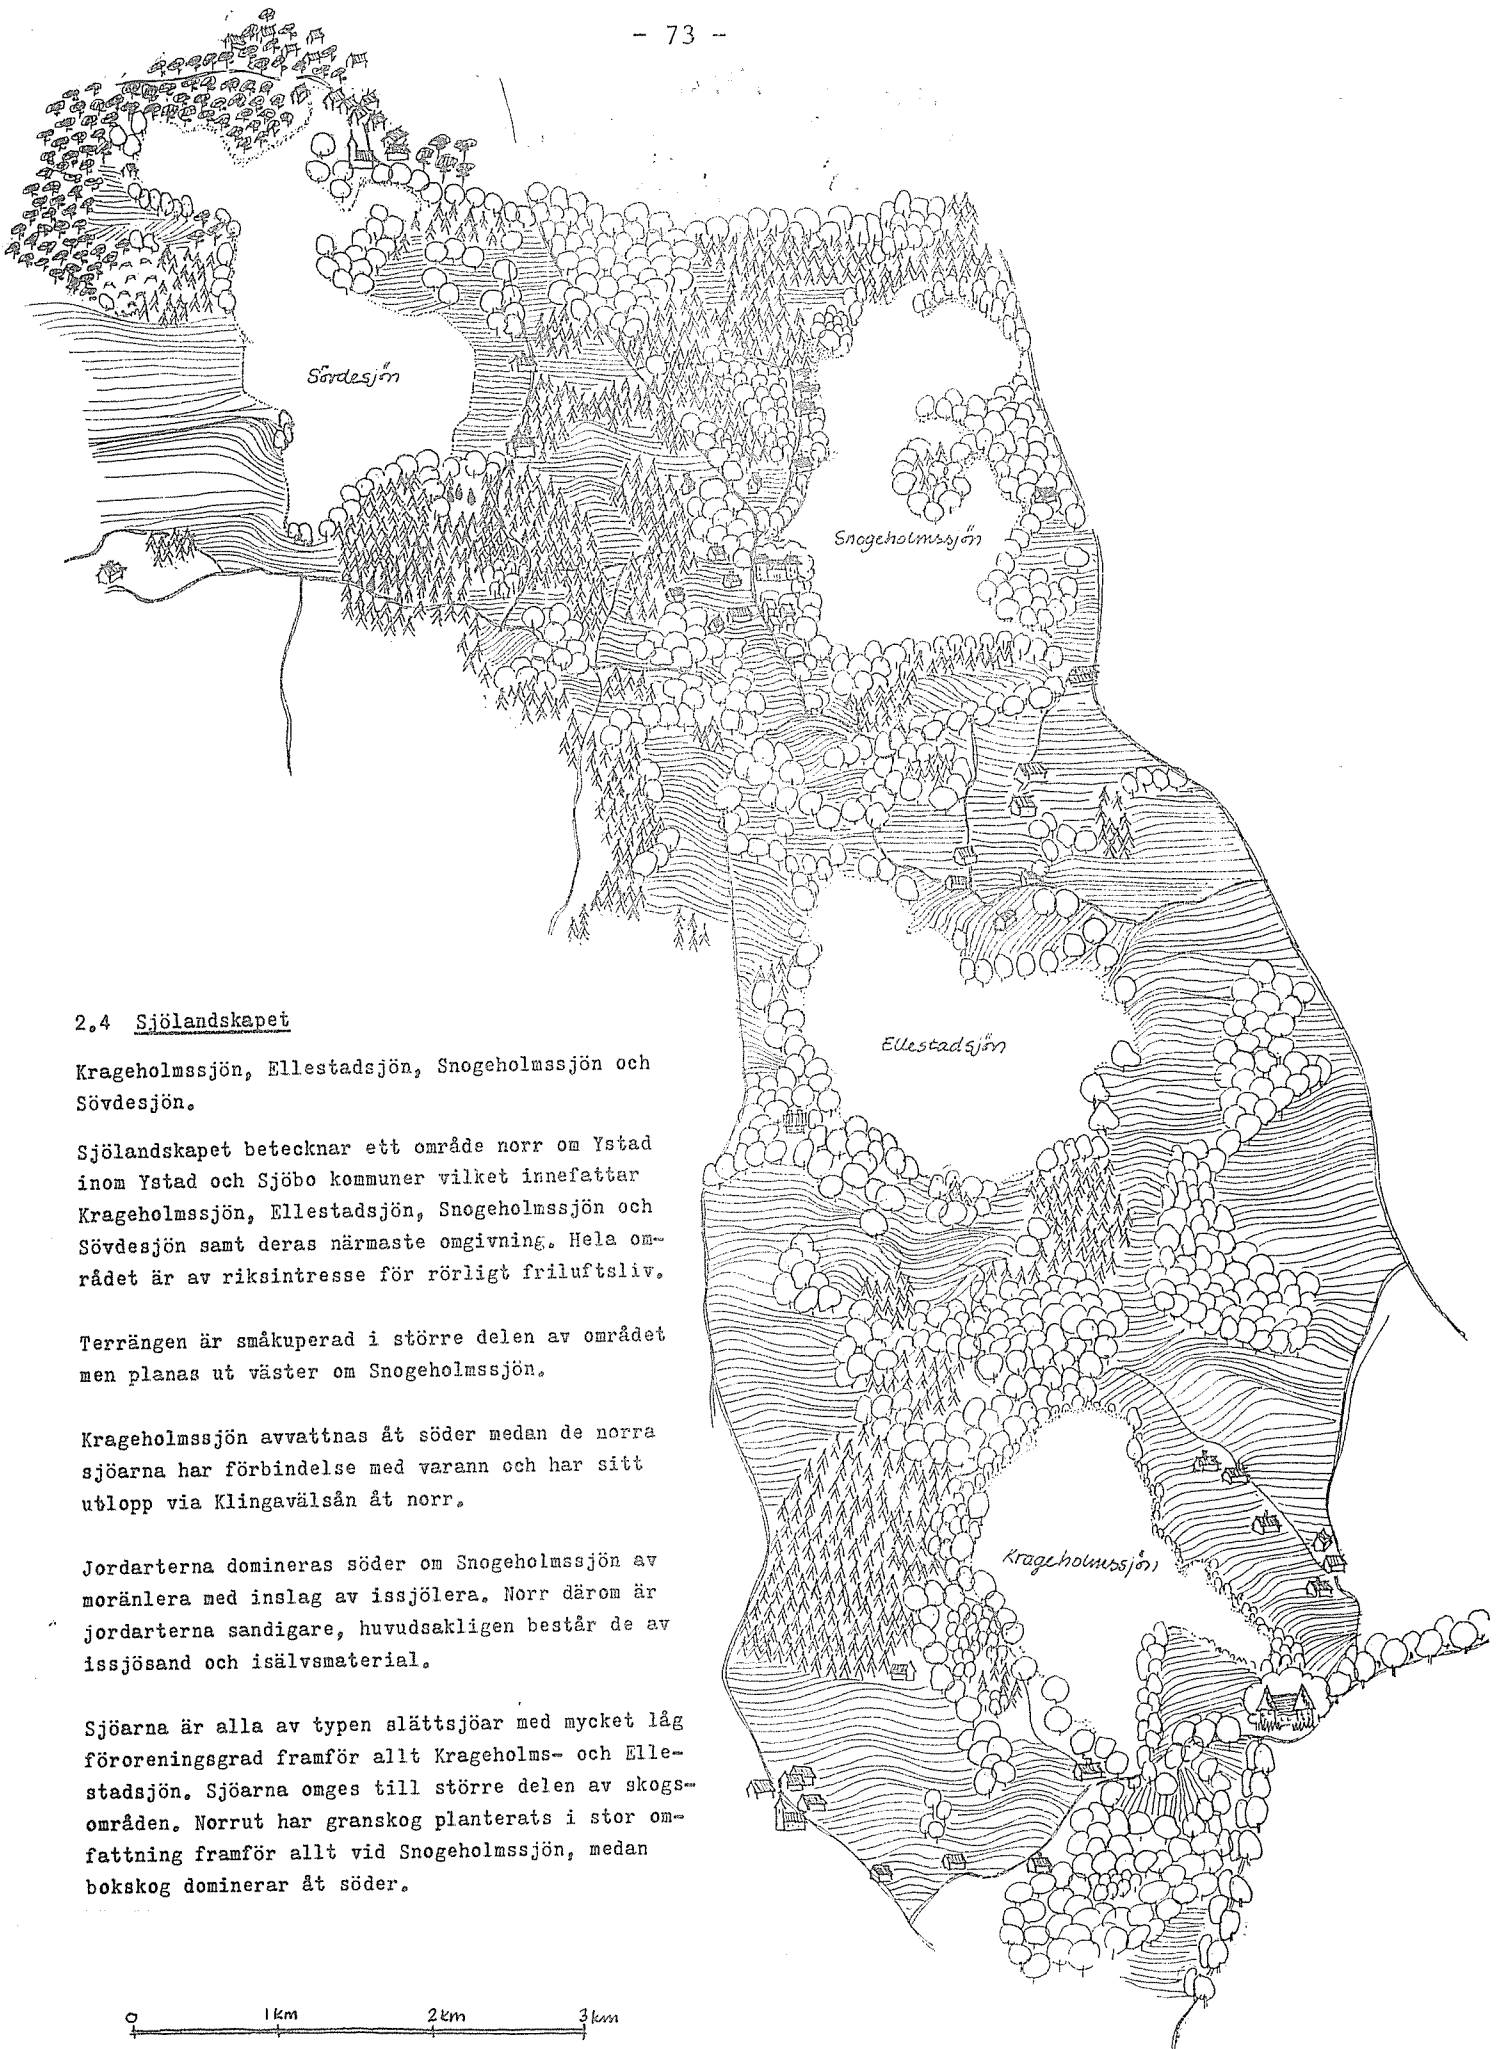 - 73 -
Sövdesjön
Snogeholmssjön
Ellestadsjön
Krageholmssjön
2.4 Sjölandskapet
Krageholmssjön, Ellestadsjön, Snogeholmssjön och
Sövdesjön.
Sjölandskapet betecknar ett område norr om Ystad
inom Ystad och Sjöbo kommuner vilket innefattar
Krageholmssjön, Ellestadsjön, Snogeholmssjön och
Sövdesjön samt deras närmaste omgivning. Hela om-
rådet är av riksintresse för rörligt friluftsliv.
Terrängen är småkuperad i större delen av området
men planas ut väster om Snogeholmssjön.
Krageholmssjön avvattnas åt söder medan de norra
sjöarna har förbindelse med varann och har sitt
utlopp via Klingavälsån åt norr.
Jordarterna domineras söder om Snogeholmssjön av
moränlera med inslag av issjölera. Norr därom är
jordarterna sandigare, huvudsakligen består de av
issjösand och isälvsmaterial.
Sjöarna är alla av typen slättsjöar med mycket låg
föroreningsgrad framför allt Krageholms- och Elle-
stadsjön. Sjöarna omges till större delen av skogs-
områden. Norrut har granskog planterats i stor om-
fattning framför allt vid Snogeholmssjön, medan
bokskog dominerar åt söder.
0 1km 2km 3km